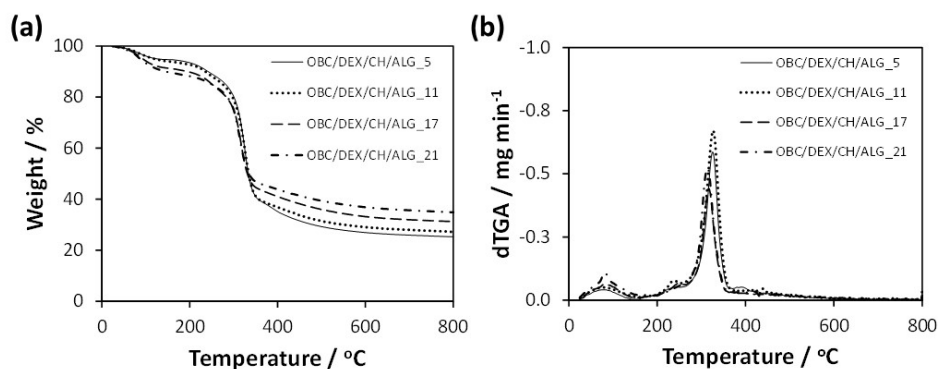 (a)
100
80
60
40
20
0
Weight / %
0 200 400 600 800
Temperature / °C
OBC/DEX/CH/ALG_5
OBC/DEX/CH/ALG_11
OBC/DEX/CH/ALG_17
OBC/DEX/CH/ALG_21
(b)
-1.0
-0.8
-0.5
-0.3
0.0
dTGA / mg min⁻¹
0 200 400 600 800
Temperature / °C
OBC/DEX/CH/ALG_5
OBC/DEX/CH/ALG_11
OBC/DEX/CH/ALG_17
OBC/DEX/CH/ALG_21